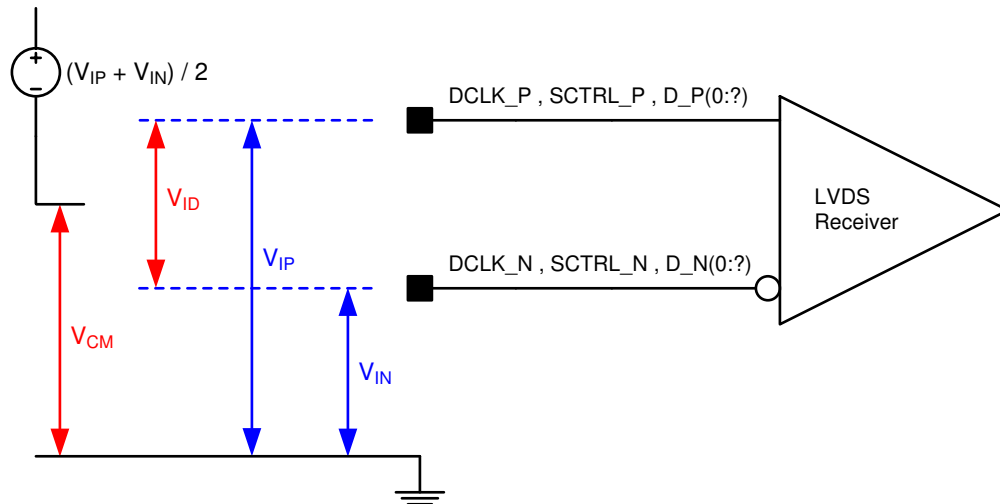 +
−
(VIP + VIN) / 2
DCLK_P , SCTRL_P , D_P(0:?)
VID
LVDS
Receiver
VIP
DCLK_N , SCTRL_N , D_N(0:?)
VCM
VIN